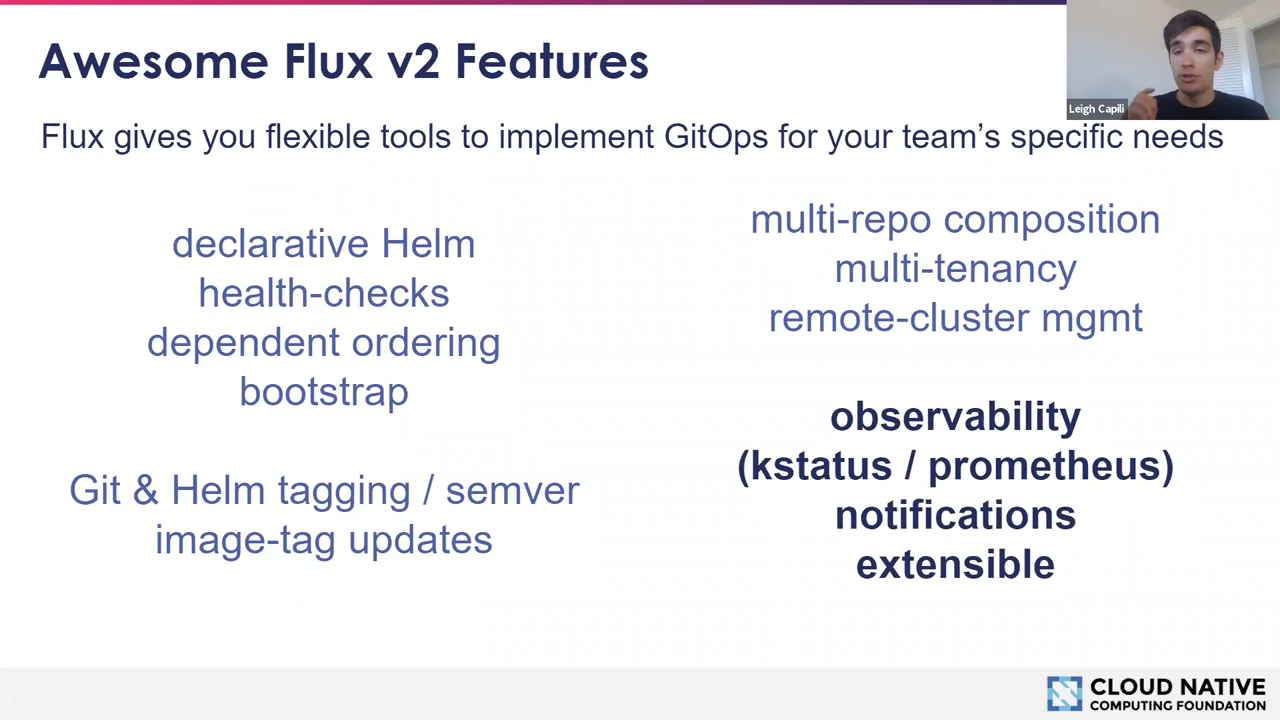 Awesome Flux v2 Features
Leigh Capili
Flux gives you flexible tools to implement GitOps for your team’s specific needs
declarative Helm
health-checks
dependent ordering
bootstrap
Git & Helm tagging / semver
image-tag updates
multi-repo composition
multi-tenancy
remote-cluster mgmt
observability
(kstatus / prometheus)
notifications
extensible
CLOUD NATIVE
COMPUTING FOUNDATION